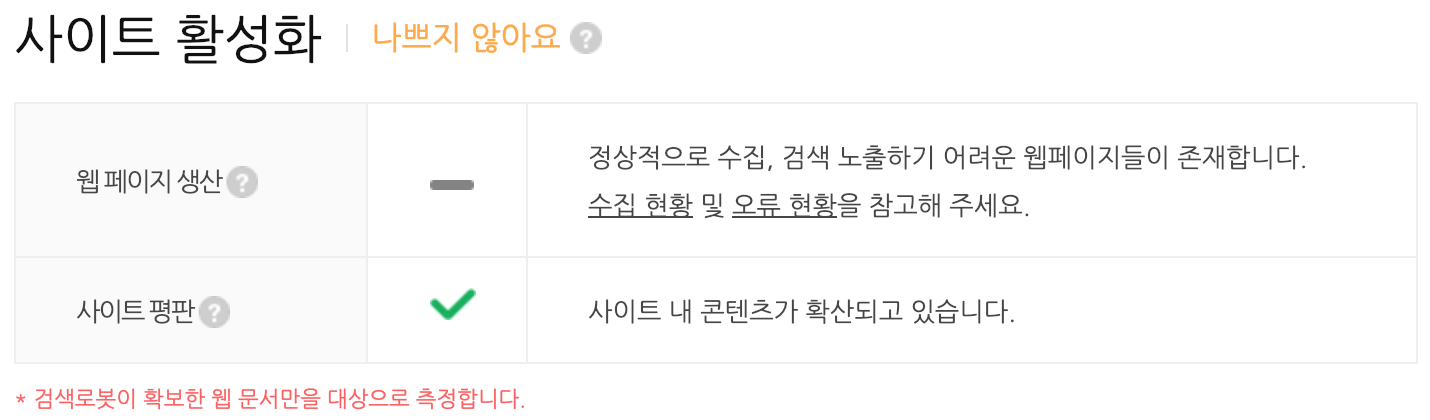 사이트 활성화 | 나쁘지 않아요 ?
웹 페이지 생산 ?
정상적으로 수집, 검색 노출하기 어려운 웹페이지들이 존재합니다.
수집 현황 및 오류 현황을 참고해 주세요.
사이트 평판 ?
사이트 내 콘텐츠가 확산되고 있습니다.
* 검색로봇이 확보한 웹 문서만을 대상으로 측정합니다.